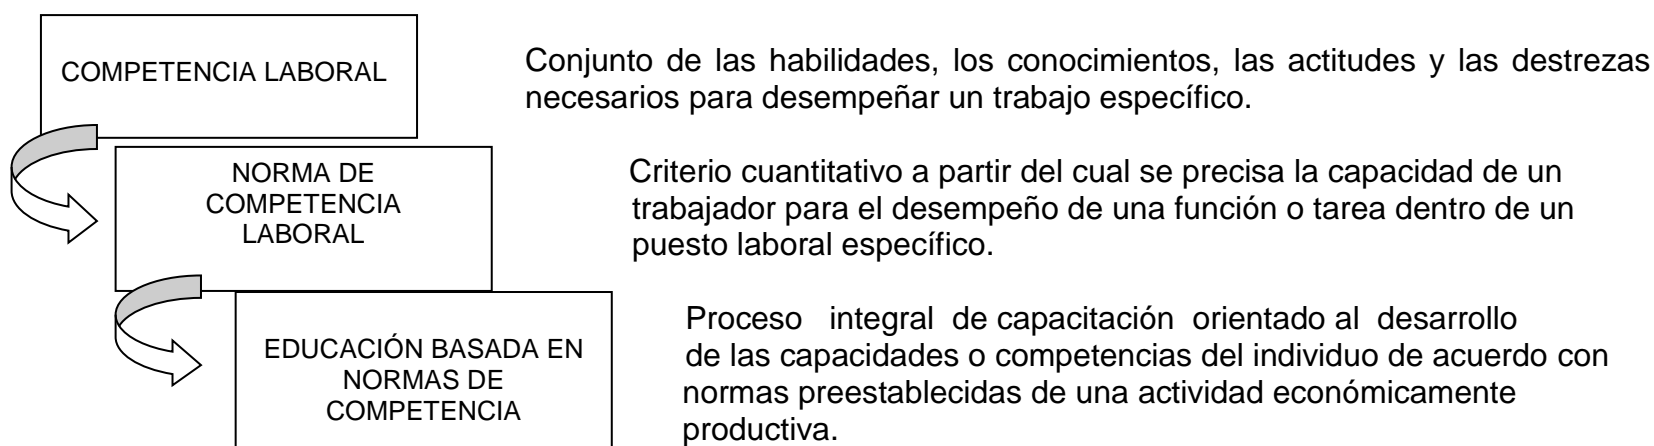 COMPETENCIA LABORAL
Conjunto de las habilidades, los conocimientos, las actitudes y las destrezas
necesarios para desempeñar un trabajo específico.
NORMA DE
COMPETENCIA
LABORAL
Criterio cuantitativo a partir del cual se precisa la capacidad de un
trabajador para el desempeño de una función o tarea dentro de un
puesto laboral específico.
EDUCACIÓN BASADA EN
NORMAS DE
COMPETENCIA
Proceso integral de capacitación orientado al desarrollo
de las capacidades o competencias del individuo de acuerdo con
normas preestablecidas de una actividad económicamente
productiva.